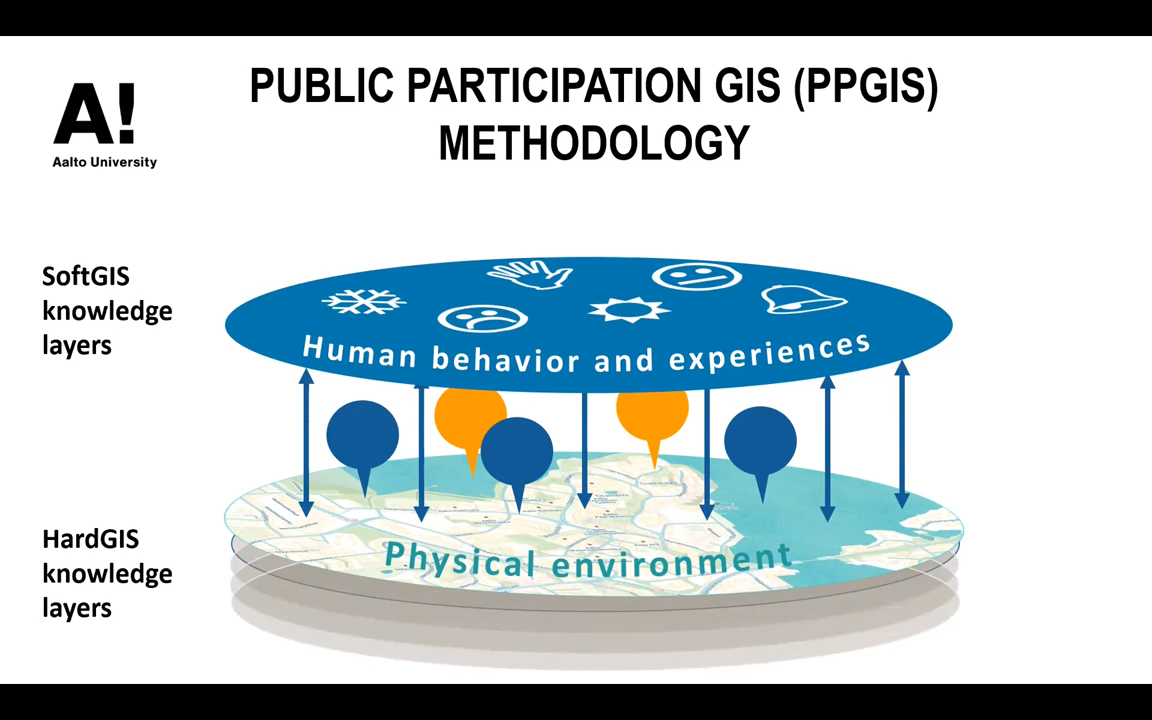 PUBLIC PARTICIPATION GIS (PPGIS)
METHODOLOGY
A!
Aalto University
SoftGIS
knowledge
layers
Human behavior and experiences
HardGIS
knowledge
layers
Physical environment